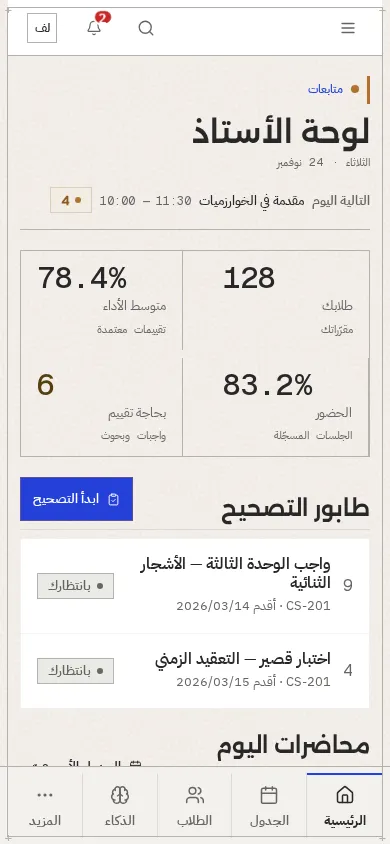 2
لف
متابعات
لوحة الأستاذ
الثلاثاء · 24 نوفمبر
التالية اليوم مقدمة في الخوارزميات 10:00 – 11:30 4
128
طلابك
مقرّراتك
78.4%
متوسط الأداء
تقييمات معتمدة
83.2%
الحضور
الجلسات المسجّلة
6
بحاجة تقييم
واجبات وبحوث
طابور التصحيح
ابدأ التصحيح
9
واجب الوحدة الثالثة — الأشجار
الثنائية
CS-201 · أقدم 2026/03/14
بانتظارك
4
اختبار قصير — التعقيد الزمني
CS-201 · أقدم 2026/03/15
بانتظارك
محاضرات اليوم
الرئيسية
الجدول
الطلاب
الذكاء
المزيد